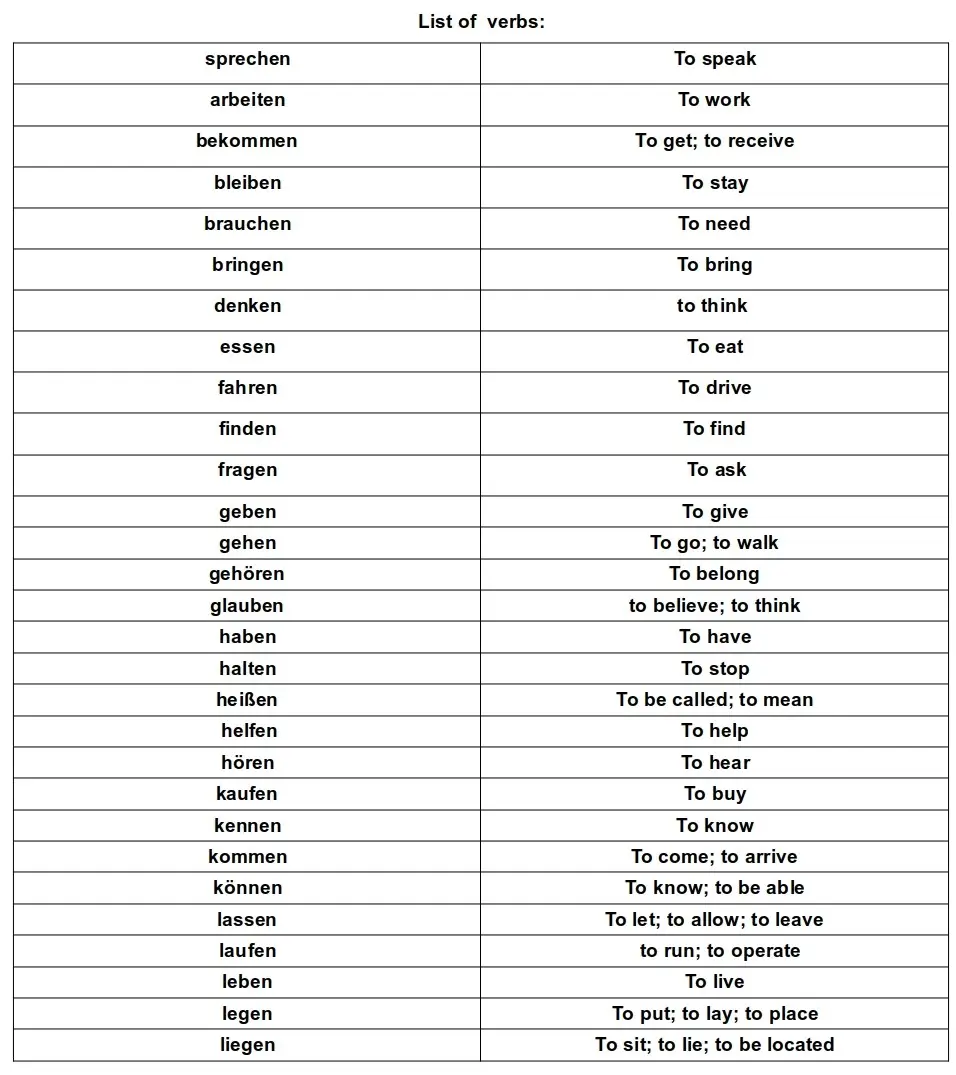 List of verbs:
sprechen To speak
arbeiten To work
bekommen To get; to receive
bleiben To stay
brauchen To need
bringen To bring
denken to think
essen To eat
fahren To drive
finden To find
fragen To ask
geben To give
gehen To go; to walk
gehören To belong
glauben to believe; to think
haben To have
halten To stop
heißen To be called; to mean
helfen To help
hören To hear
kaufen To buy
kennen To know
kommen To come; to arrive
können To know; to be able
lassen To let; to allow; to leave
laufen to run; to operate
leben To live
legen To put; to lay; to place
liegen To sit; to lie; to be located